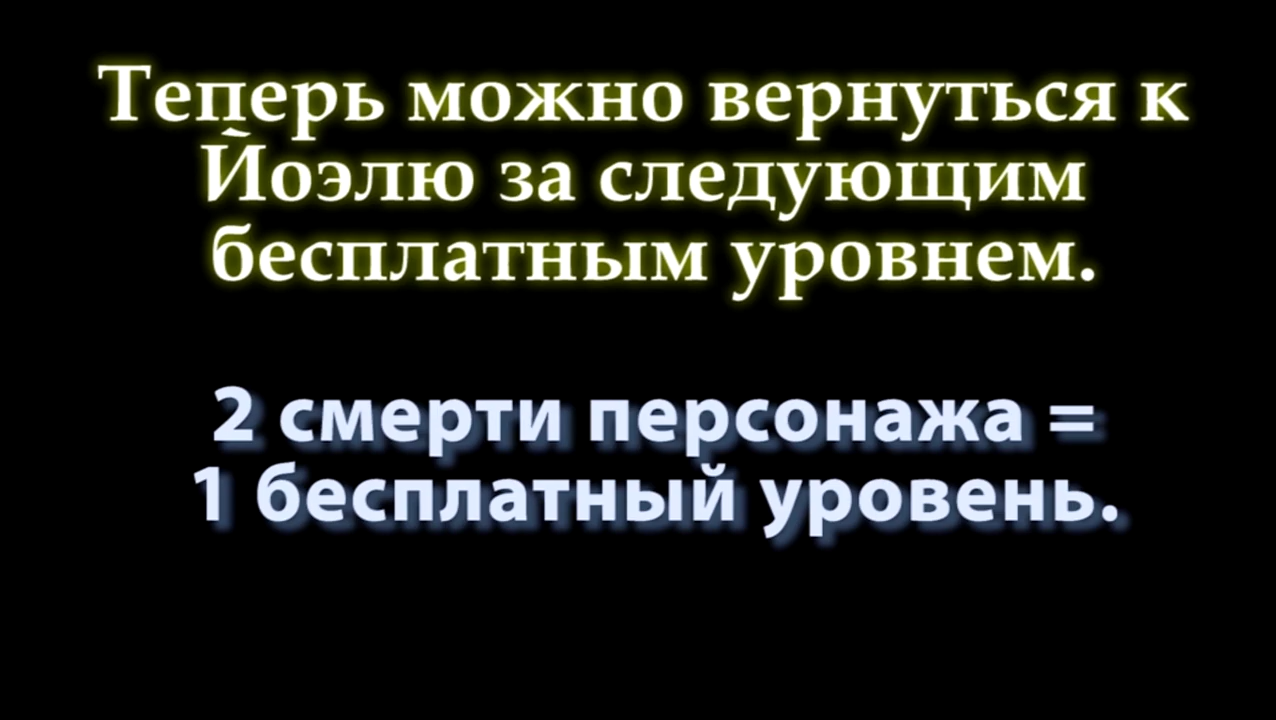 Теперь можно вернуться к
Йоэлю за следующим
бесплатным уровнем.
2 смерти персонажа =
1 бесплатный уровень.